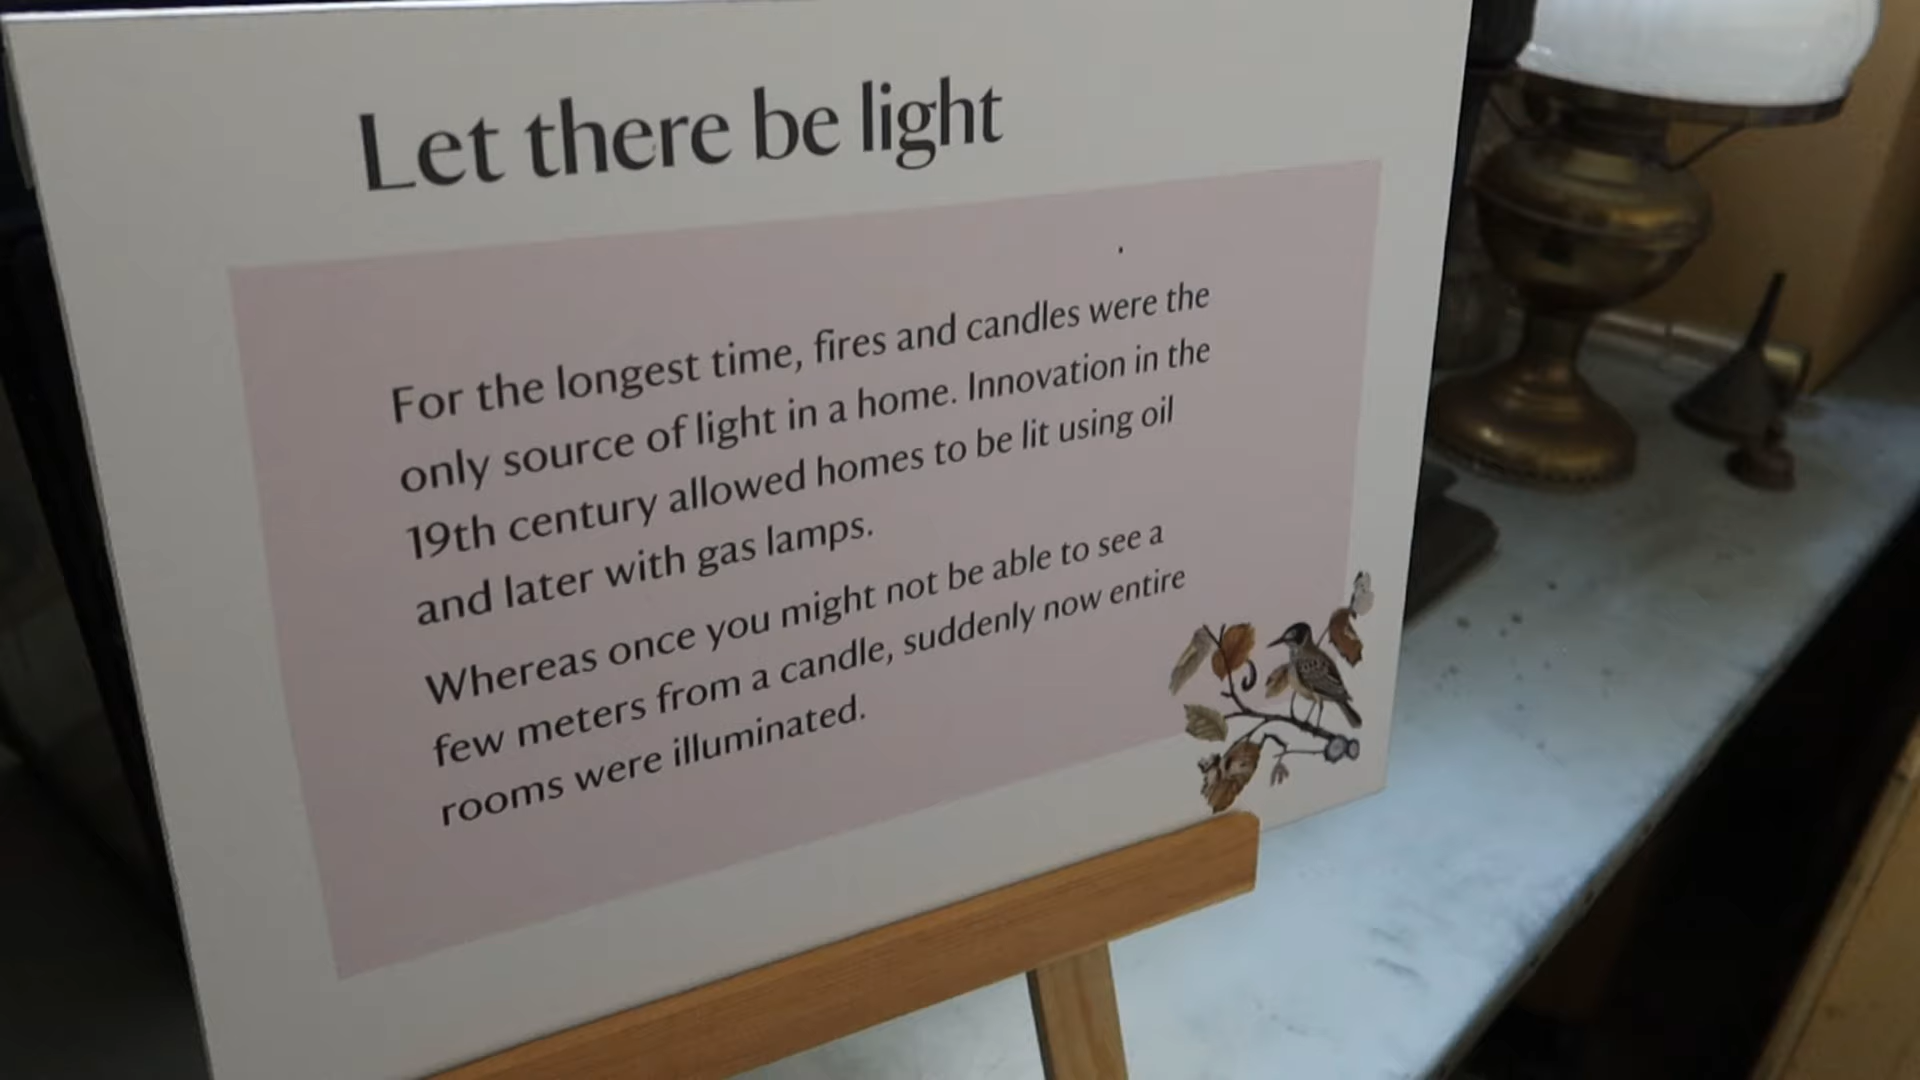 Let there be light
For the longest time, fires and candles were the
only source of light in a home. Innovation in the
19th century allowed homes to be lit using oil
and later with gas lamps.
Whereas once you might not be able to see a
few meters from a candle, suddenly now entire
rooms were illuminated.